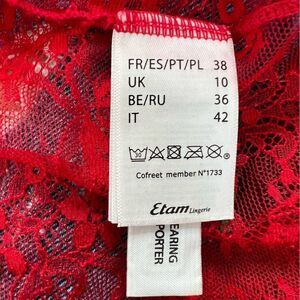 FR/ES/PT/PL 38
UK 10
BE/RU 36
IT 42
Cofreet member N°1733
Etam Lingerie
EARING
PORTER